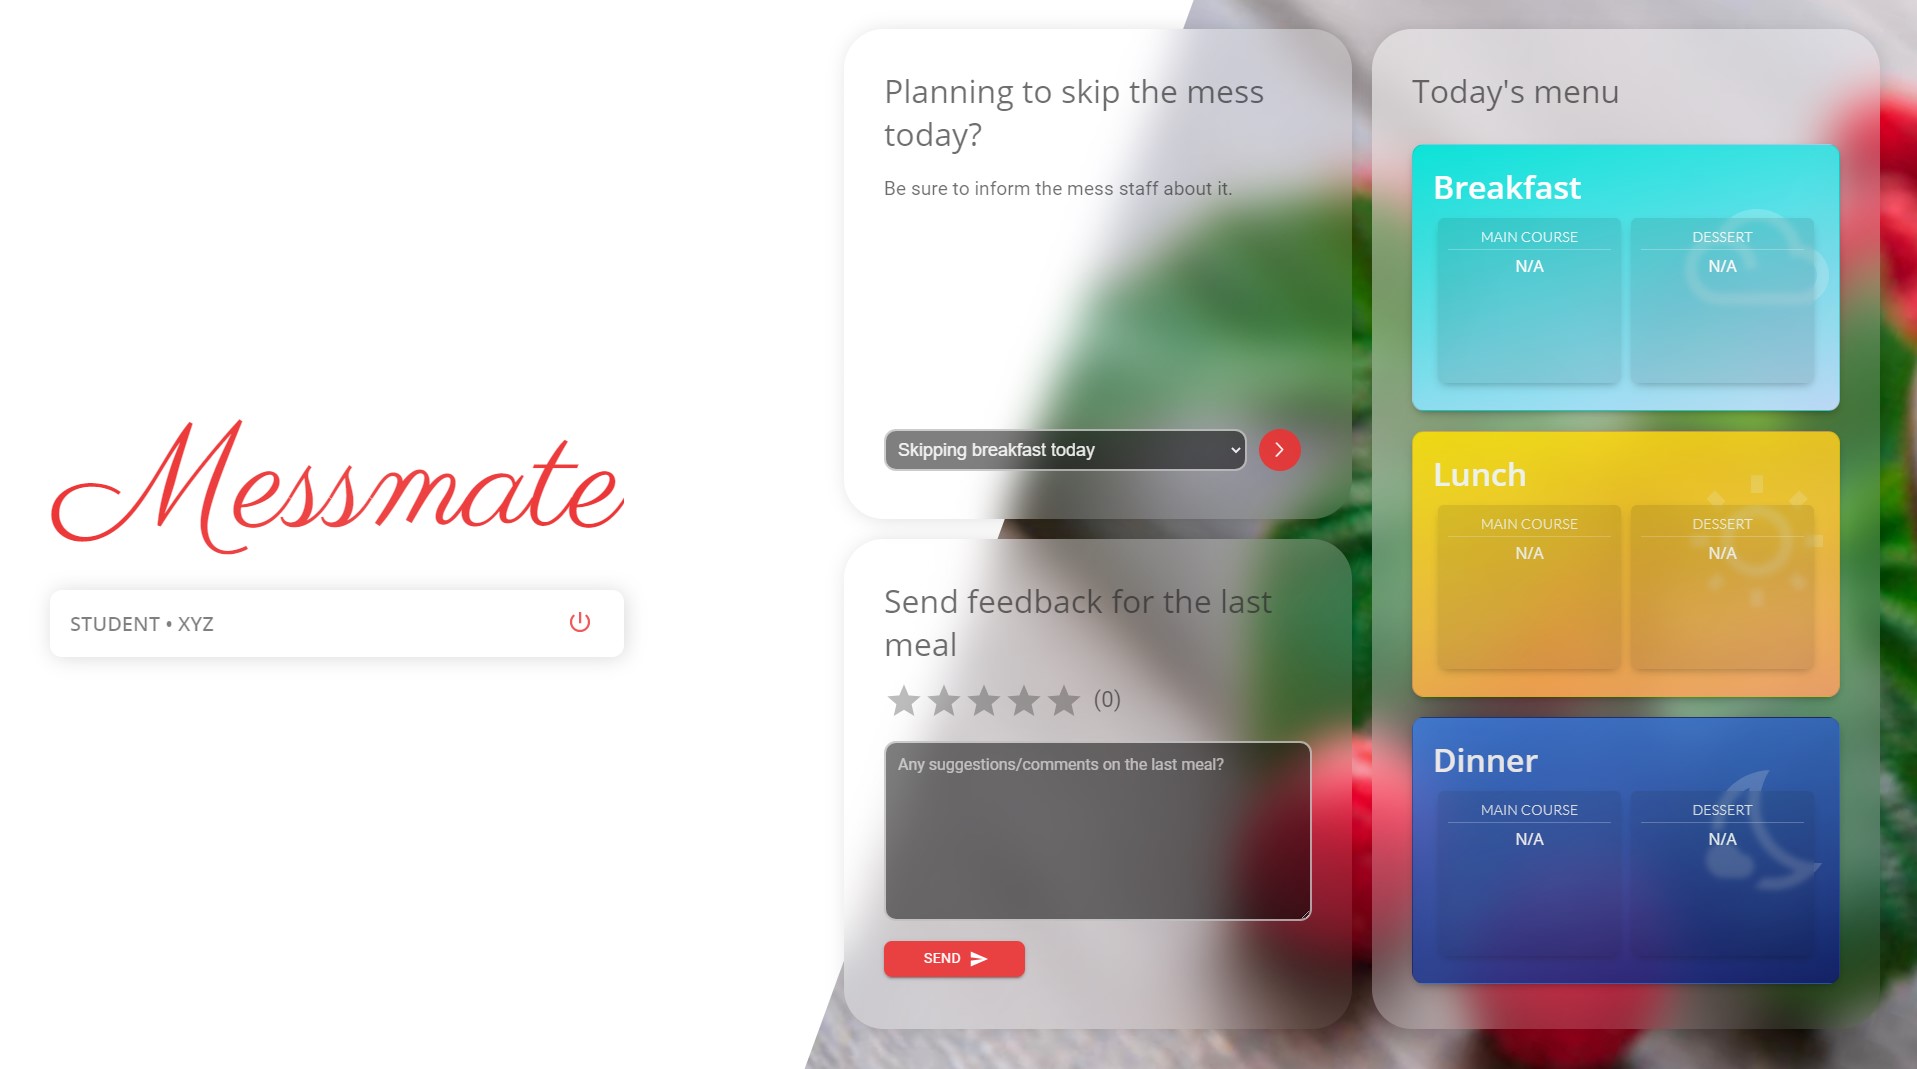 Messmate
STUDENT • XYZ
Planning to skip the mess
today?
Be sure to inform the mess staff about it.
Skipping breakfast today
Send feedback for the last
meal
(0)
Any suggestions/comments on the last meal?
SEND
Today's menu
Breakfast
MAIN COURSE
N/A
DESSERT
N/A
Lunch
MAIN COURSE
N/A
DESSERT
N/A
Dinner
MAIN COURSE
N/A
DESSERT
N/A